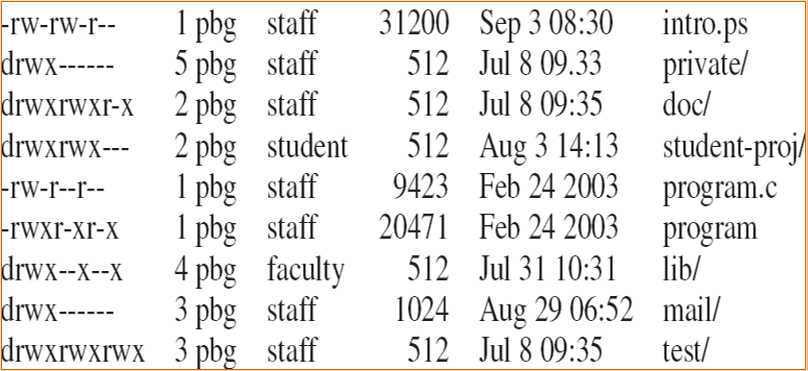 -rw-rw-r-- 1 pbg staff 31200 Sep 3 08:30 intro.ps
drwx------ 5 pbg staff 512 Jul 8 09.33 private/
drwxrwxr-x 2 pbg staff 512 Jul 8 09:35 doc/
drwxrwx--- 2 pbg student 512 Aug 3 14:13 student-proj/
-rw-r--r-- 1 pbg staff 9423 Feb 24 2003 program.c
-rwxr-xr-x 1 pbg staff 20471 Feb 24 2003 program
drwx--x--x 4 pbg faculty 512 Jul 31 10:31 lib/
drwx------ 3 pbg staff 1024 Aug 29 06:52 mail/
drwxrwxrwx 3 pbg staff 512 Jul 8 09:35 test/